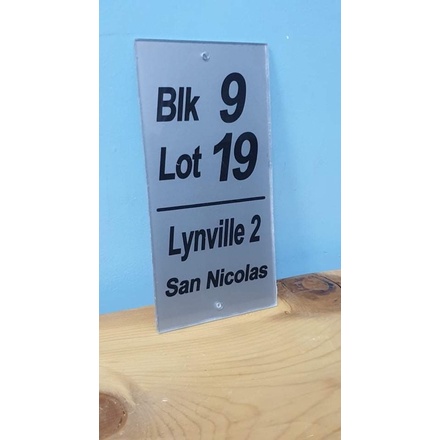 Blk 9
Lot 19
Lynville 2
San Nicolas